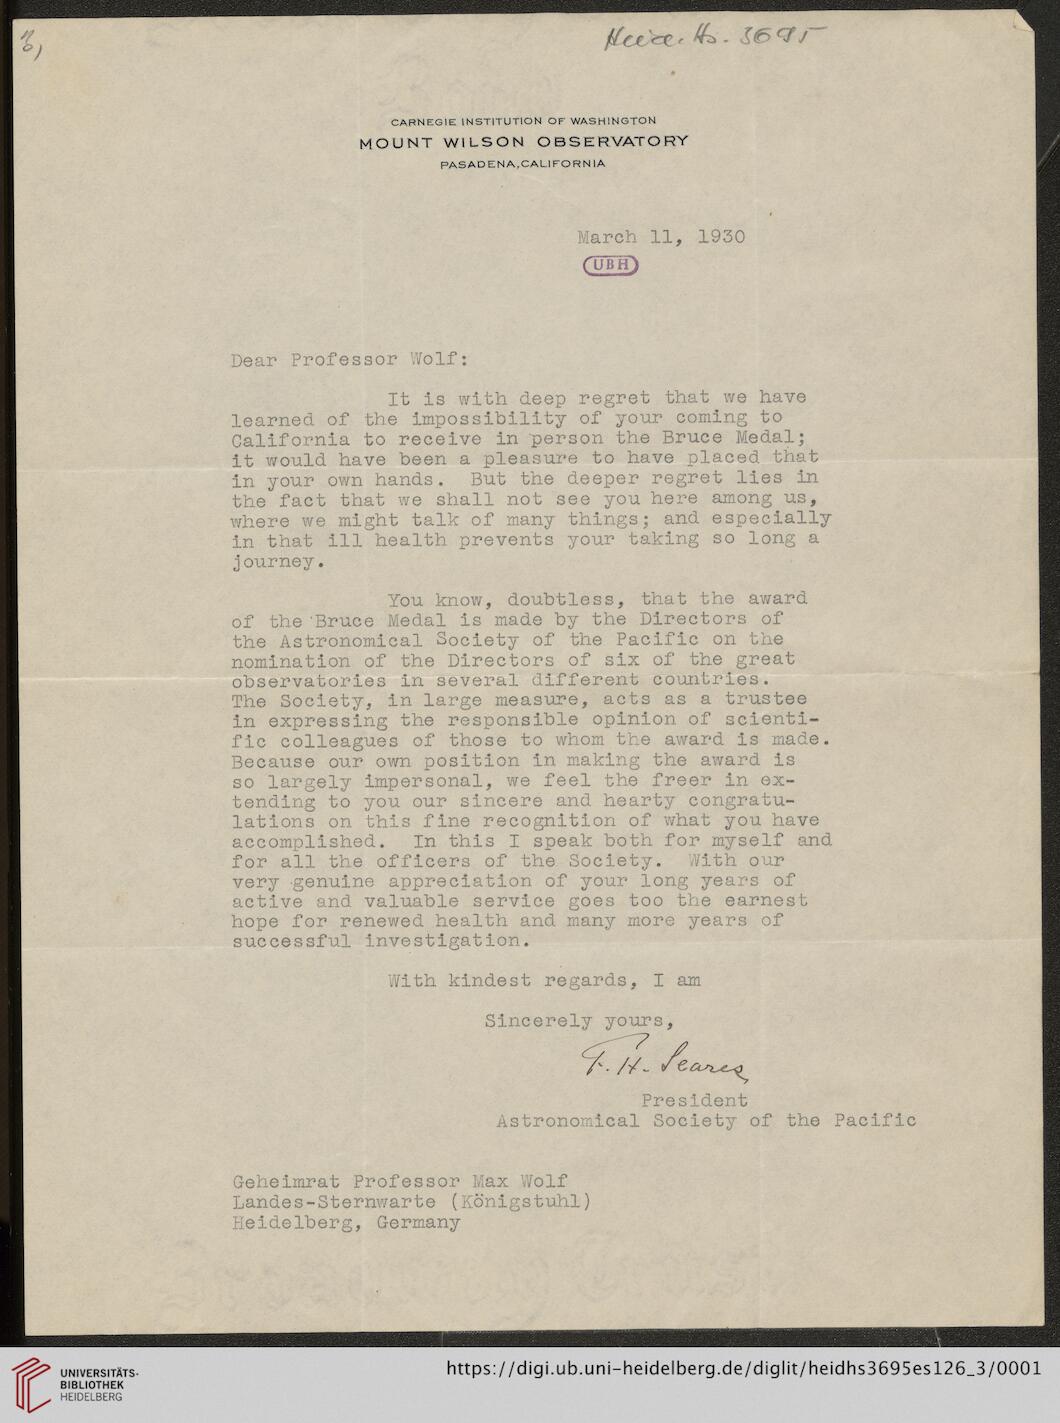 3)
Heid. Hs. 3695
CARNEGIE INSTITUTION OF WASHINGTON
MOUNT WILSON OBSERVATORY
PASADENA, CALIFORNIA
March 11, 1930
UBH
Dear Professor Wolf:
It is with deep regret that we have
learned of the impossibility of your coming to
California to receive in person the Bruce Medal;
it would have been a pleasure to have placed that
in your own hands. But the deeper regret lies in
the fact that we shall not see you here among us,
where we might talk of many things; and especially
in that ill health prevents your taking so long a
journey.
You know, doubtless, that the award
of the Bruce Medal is made by the Directors of
the Astronomical Society of the Pacific on the
nomination of the Directors of six of the great
observatories in several different countries.
The Society, in large measure, acts as a trustee
in expressing the responsible opinion of scienti-
fic colleagues of those to whom the award is made.
Because our own position in making the award is
so largely impersonal, we feel the freer in ex-
tending to you our sincere and hearty congratu-
lations on this fine recognition of what you have
accomplished. In this I speak both for myself and
for all the officers of the Society. With our
very genuine appreciation of your long years of
active and valuable service goes too the earnest
hope for renewed health and many more years of
successful investigation.
With kindest regards, I am
Sincerely yours,
F. H. Seares
President
Astronomical Society of the Pacific
Geheimrat Professor Max Wolf
Landes-Sternwarte (Königstuhl)
Heidelberg, Germany
UNIVERSITÄTS-
BIBLIOTHEK
HEIDELBERG
https://digi.ub.uni-heidelberg.de/diglit/heidhs3695es126_3/0001